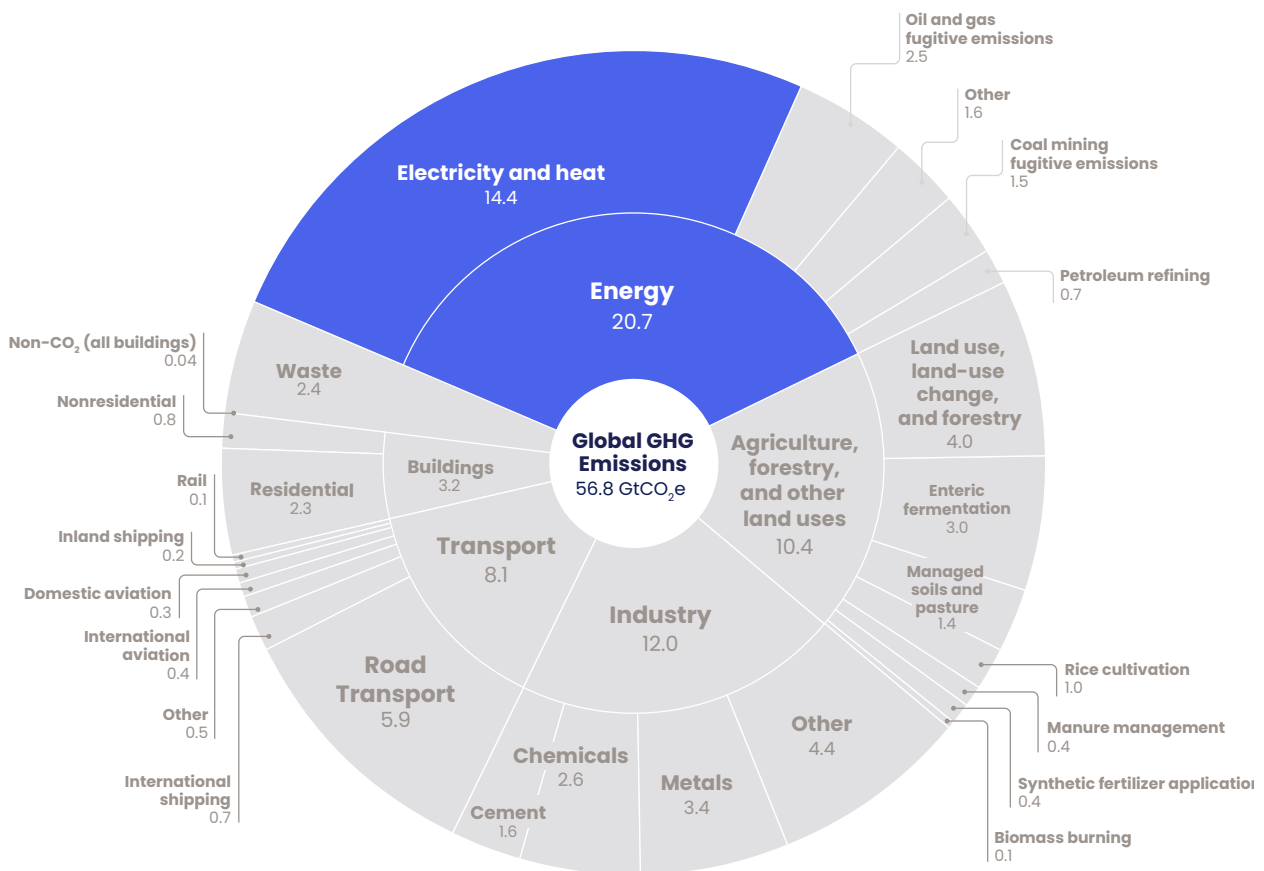 Oil and gas
fugitive emissions
2.5
Other
1.6
Coal mining
fugitive emissions
1.5
Petroleum refining
0.7
Electricity and heat
14.4
Energy
20.7
Land use,
land-use
change,
and forestry
4.0
Non-CO₂ (all buildings)
0.04
Waste
2.4
Nonresidential
0.8
Global GHG
Emissions
56.8 GtCO₂e
Agriculture,
forestry,
and other
land uses
10.4
Buildings
3.2
Residential
2.3
Rail
0.1
Enteric
fermentation
3.0
Inland shipping
0.2
Transport
8.1
Domestic aviation
0.3
Managed
soils and
pasture
1.4
International
aviation
0.4
Industry
12.0
Road
Transport
5.9
Rice cultivation
1.0
Other
0.5
Other
4.4
Manure management
0.4
Chemicals
2.6
Metals
3.4
International
shipping
0.7
Cement
1.6
Synthetic fertilizer application
0.4
Biomass burning
0.1